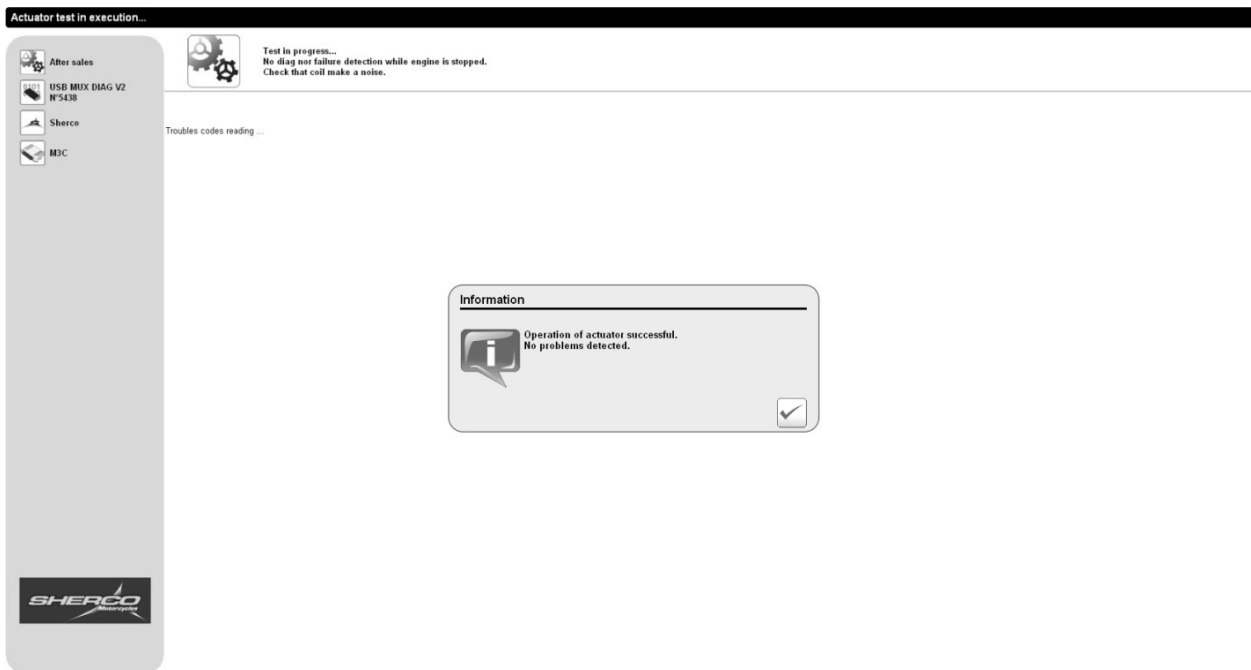 Actuator test in execution...
After sales
USB MUX DIAG V2
N°5438
Sherco
M3C
Test in progress...
No diag nor failure detection while engine is stopped.
Check that coil make a noise.
Troubles codes reading ...
Information
Operation of actuator successful.
No problems detected.
SHERCO
Motorcycles